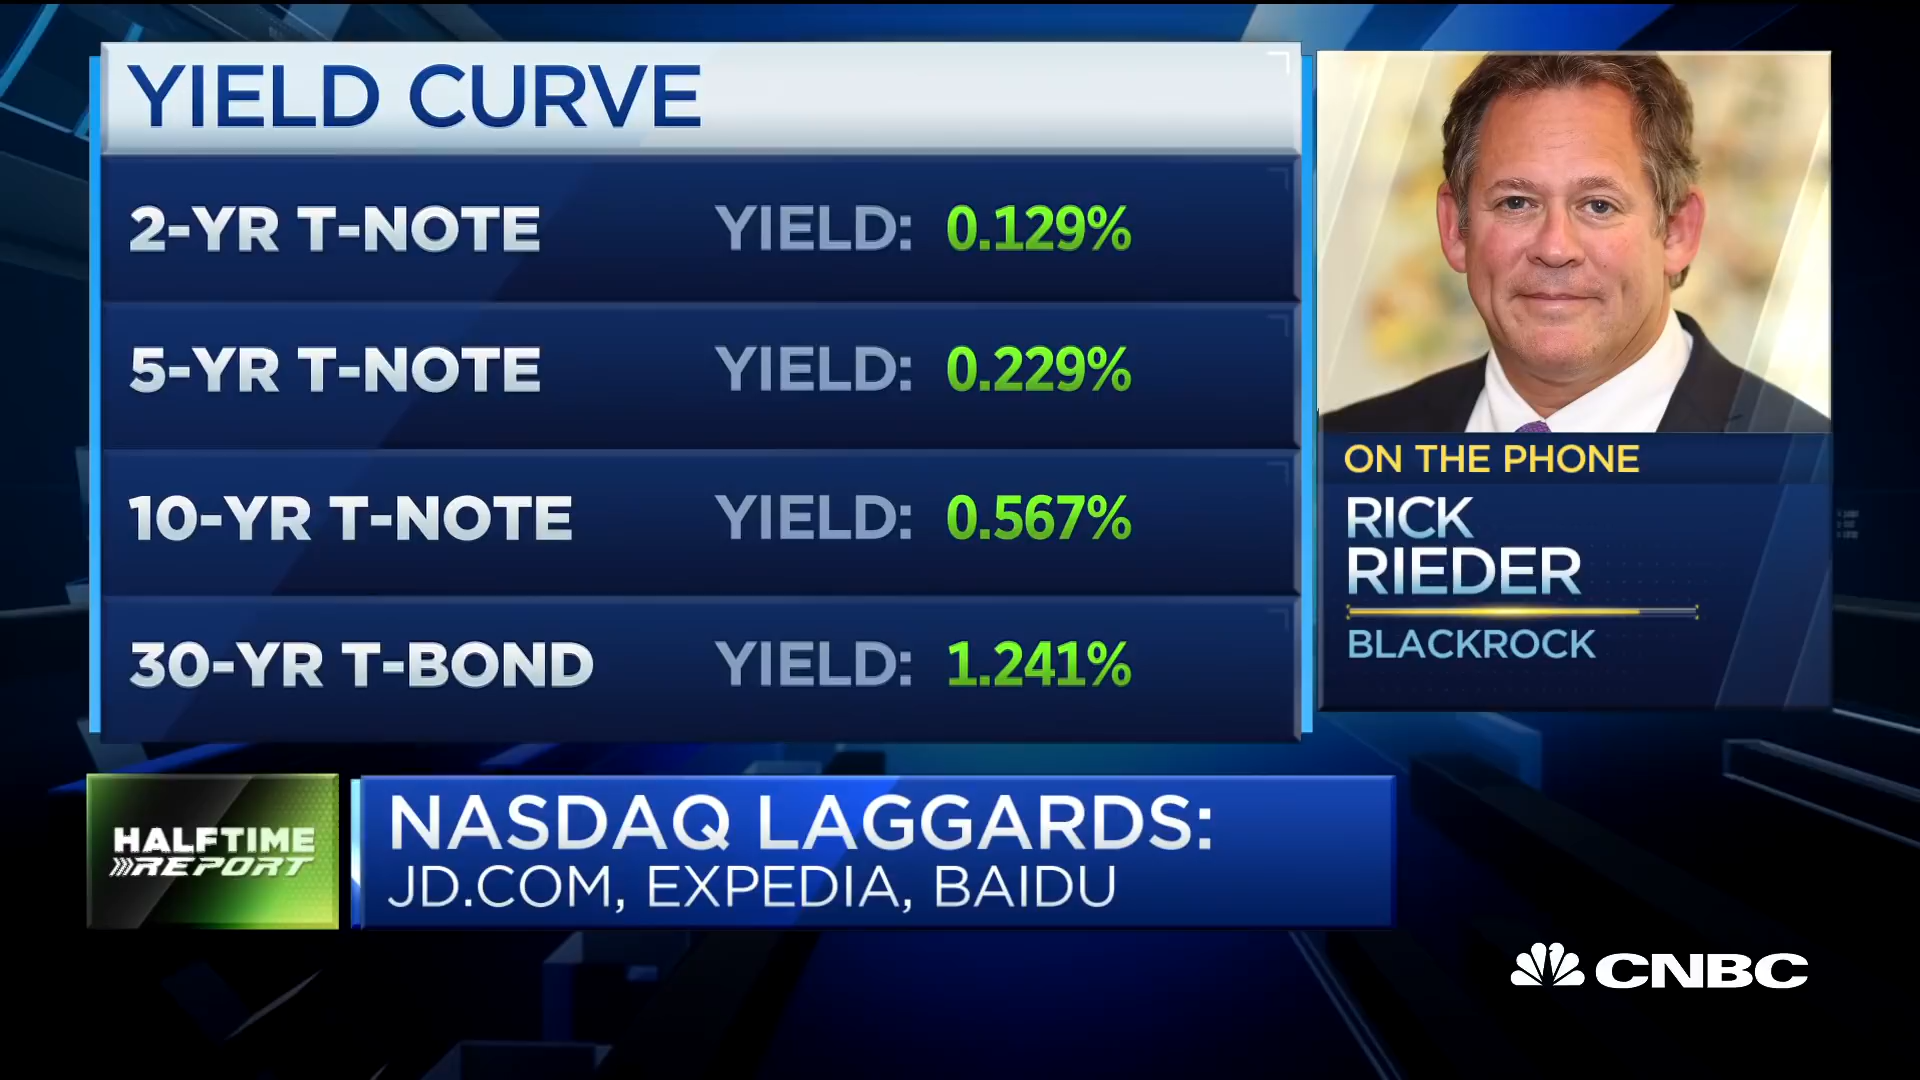 YIELD CURVE
2-YR T-NOTE YIELD: 0.129%
5-YR T-NOTE YIELD: 0.229%
10-YR T-NOTE YIELD: 0.567%
30-YR T-BOND YIELD: 1.241%
ON THE PHONE
RICK
RIEDER
BLACKROCK
HALFTIME
REPORT
NASDAQ LAGGARDS:
JD.COM, EXPEDIA, BAIDU
CNBC